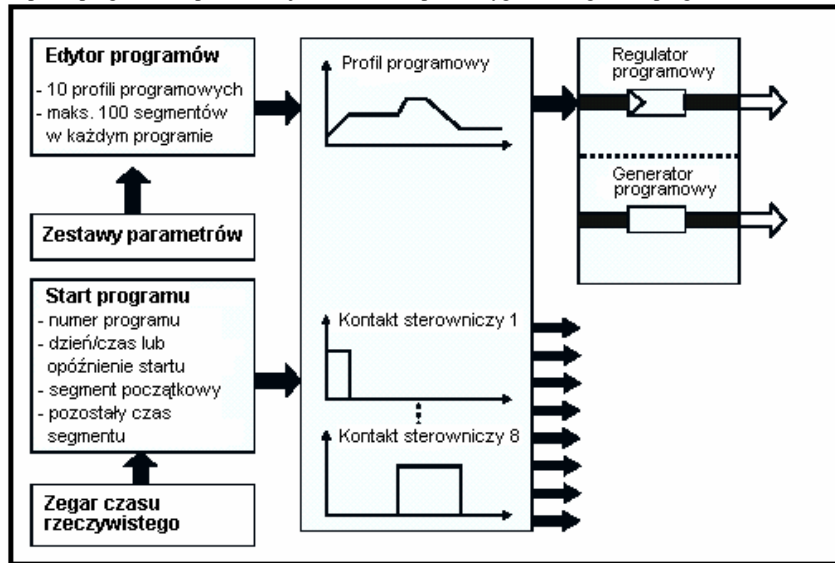 Edytor programów
- 10 profili programowych
- maks. 100 segmentów
w każdym programie
Zestawy parametrów
Start programu
- numer programu
- dzień/czas lub
opóźnienie startu
- segment początkowy
- pozostały czas
segmentu
Zegar czasu
rzeczywistego
Profil programowy
Kontakt sterowniczy 1
Kontakt sterowniczy 8
Regulator
programowy
Generator
programowy